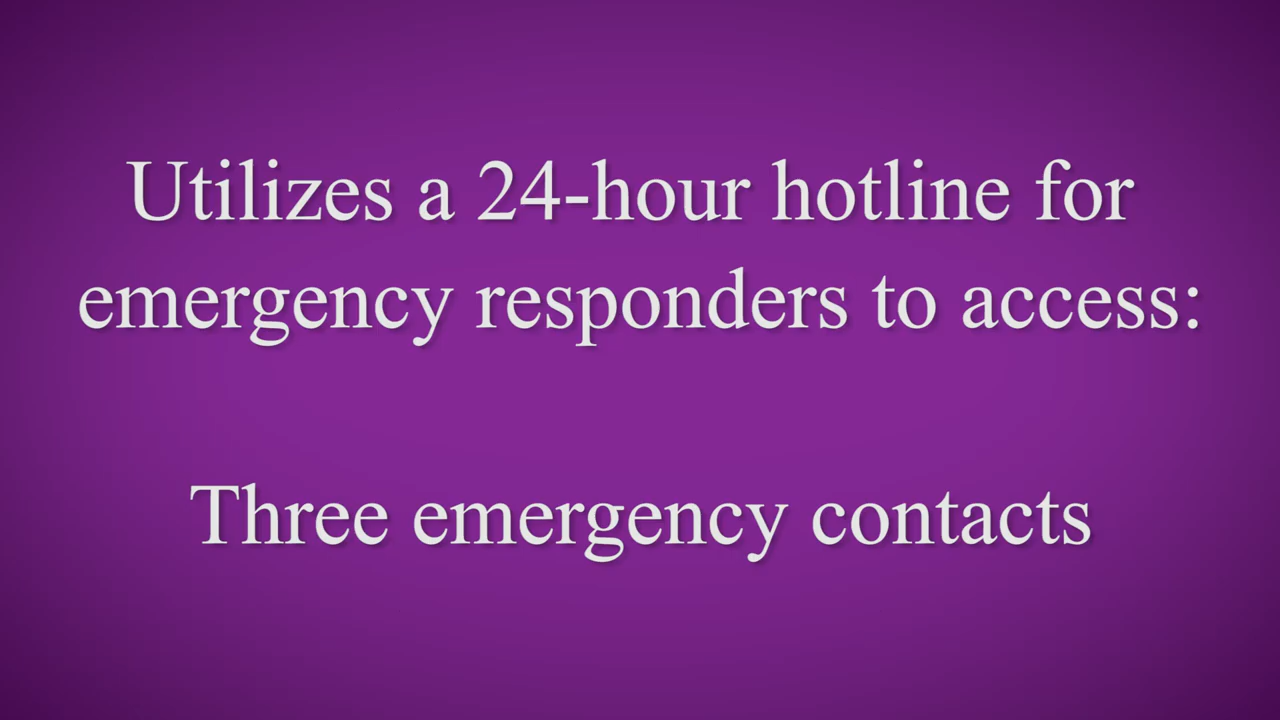 Utilizes a 24-hour hotline for
emergency responders to access:
Three emergency contacts